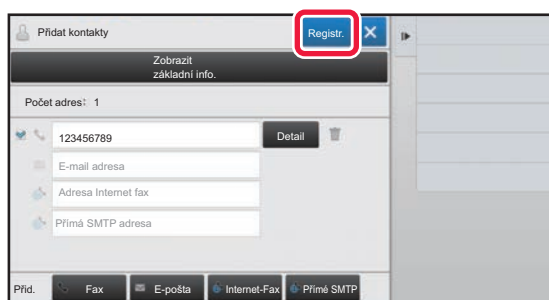 Přidat kontakty
Registr.
Zobrazit
základní info.
Počet adres: 1
123456789
Detail
E-mail adresa
Adresa Internet fax
Přímá SMTP adresa
Přid.
Fax
E-pošta
Internet-Fax
Přímé SMTP